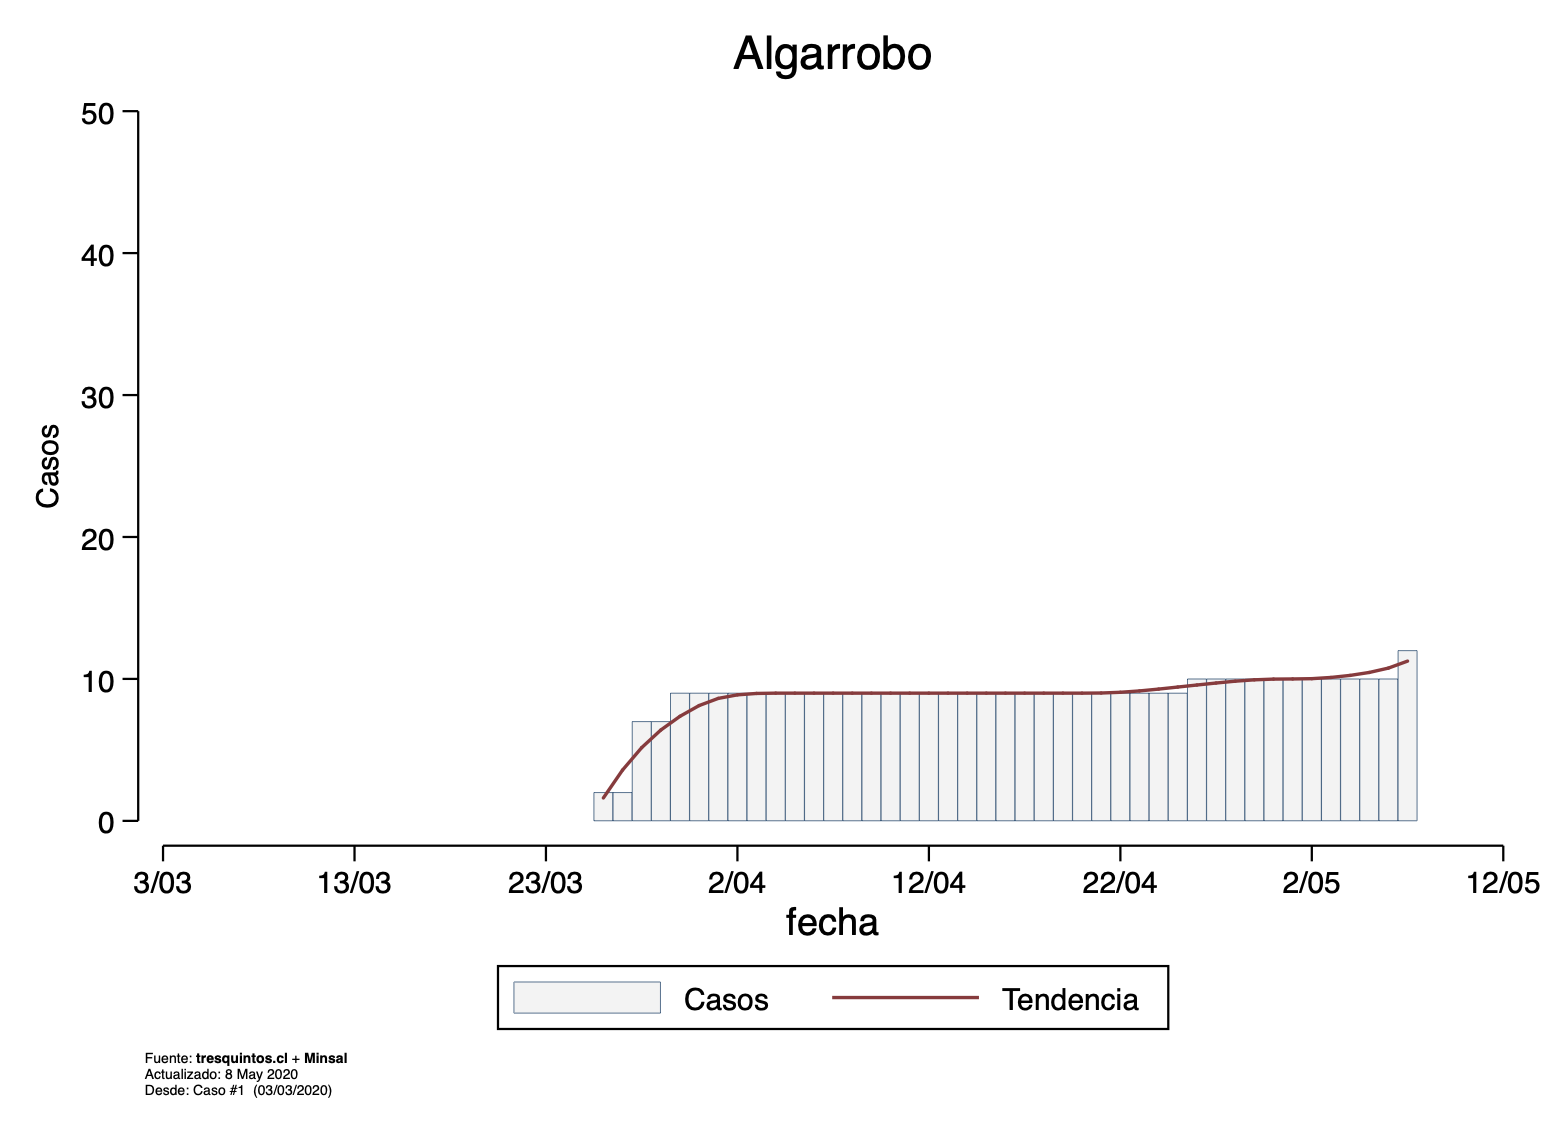 Algarrobo
50
40
30
20
10
0
Casos
3/03 13/03 23/03 2/04 12/04 22/04 2/05 12/05
fecha
Casos Tendencia
Fuente: tresquintos.cl + Minsal
Actualizado: 8 May 2020
Desde: Caso #1 (03/03/2020)